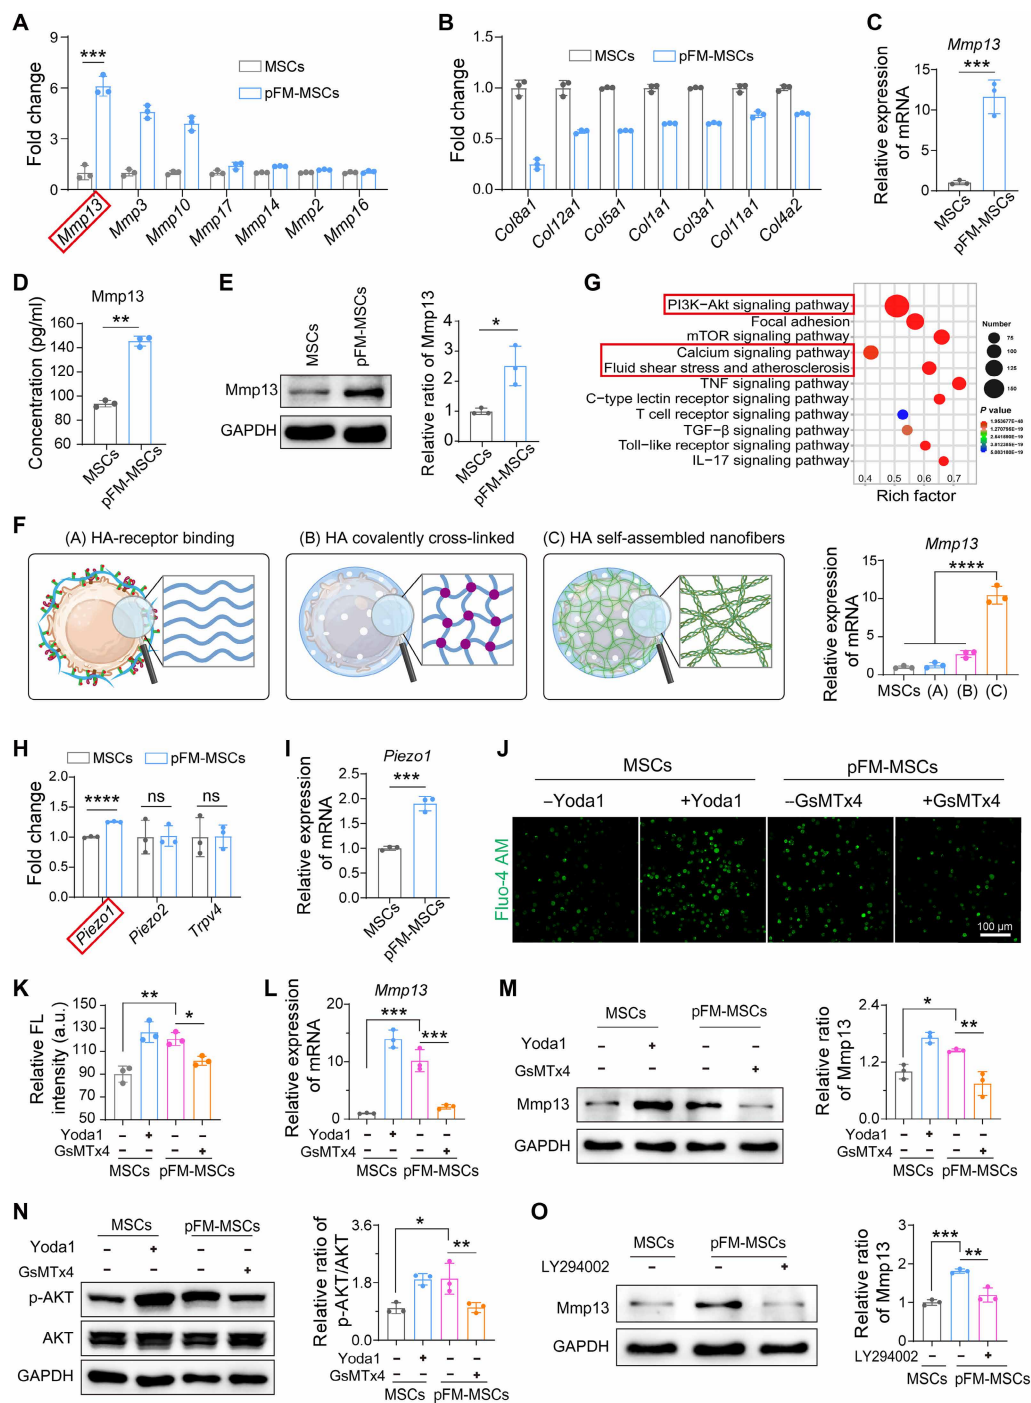 A
Fold change
9
6
3
0
***
MSCs
pFM-MSCs
Mmp13
Mmp3
Mmp10
Mmp17
Mmp14
Mmp2
Mmp16
B
Fold change
1.5
1.0
0.5
0.0
MSCs
pFM-MSCs
Col8a1
Col12a1
Col5a1
Col1a1
Col3a1
Col11a1
Col4a2
C
Mmp13
Relative expression
of mRNA
15
10
5
0
***
MSCs
pFM-MSCs
D
Mmp13
Concentration (pg/ml)
160
140
120
100
80
60
**
MSCs
pFM-MSCs
E
MSCs
pFM-MSCs
Mmp13
GAPDH
Relative ratio of Mmp13
4
3
2
1
0
*
MSCs
pFM-MSCs
G
PI3K−Akt signaling pathway
Focal adhesion
mTOR signaling pathway
Calcium signaling pathway
Fluid shear stress and atherosclerosis
TNF signaling pathway
C−type lectin receptor signaling pathway
T cell receptor signaling pathway
TGF−β signaling pathway
Toll−like receptor signaling pathway
IL−17 signaling pathway
0.4 0.5 0.6 0.7
Rich factor
Number
75
100
125
150
P value
F
(A) HA-receptor binding
(B) HA covalently cross-linked
(C) HA self-assembled nanofibers
Mmp13
Relative expression
of mRNA
15
10
5
0
****
MSCs (A) (B) (C)
H
MSCs
pFM-MSCs
Fold change
2.0
1.5
1.0
0.5
0.0
****
ns
ns
Piezo1
Piezo2
Trpv4
I
Piezo1
Relative expression
of mRNA
2.5
2.0
1.5
1.0
0.5
0.0
***
MSCs
pFM-MSCs
J
MSCs
pFM-MSCs
–Yoda1
+Yoda1
–GsMTx4
+GsMTx4
Fluo-4 AM
100 µm
K
Relative FL
intensity (a.u.)
150
130
110
90
70
50
**
*
Yoda1 – + – –
GsMTx4 – – – +
MSCs pFM-MSCs
L
Mmp13
Relative expression
of mRNA
20
15
10
5
0
***
***
Yoda1 – + – –
GsMTx4 – – – +
MSCs pFM-MSCs
M
MSCs pFM-MSCs
Yoda1 – + – –
GsMTx4 – – – +
Mmp13
GAPDH
Relative ratio
of Mmp13
2.4
1.2
0.0
*
**
Yoda1 – + – –
GsMTx4 – – – +
MSCs pFM-MSCs
N
MSCs pFM-MSCs
Yoda1 – + – –
GsMTx4 – – – +
p-AKT
AKT
GAPDH
Relative ratio of
p-AKT/AKT
3.6
1.8
0.0
*
**
Yoda1 – + – –
GsMTx4 – – – +
MSCs pFM-MSCs
O
MSCs pFM-MSCs
LY294002 – – +
Mmp13
GAPDH
Relative ratio
of Mmp13
3
2
1
0
***
**
LY294002 – – +
MSCs pFM-MSCs